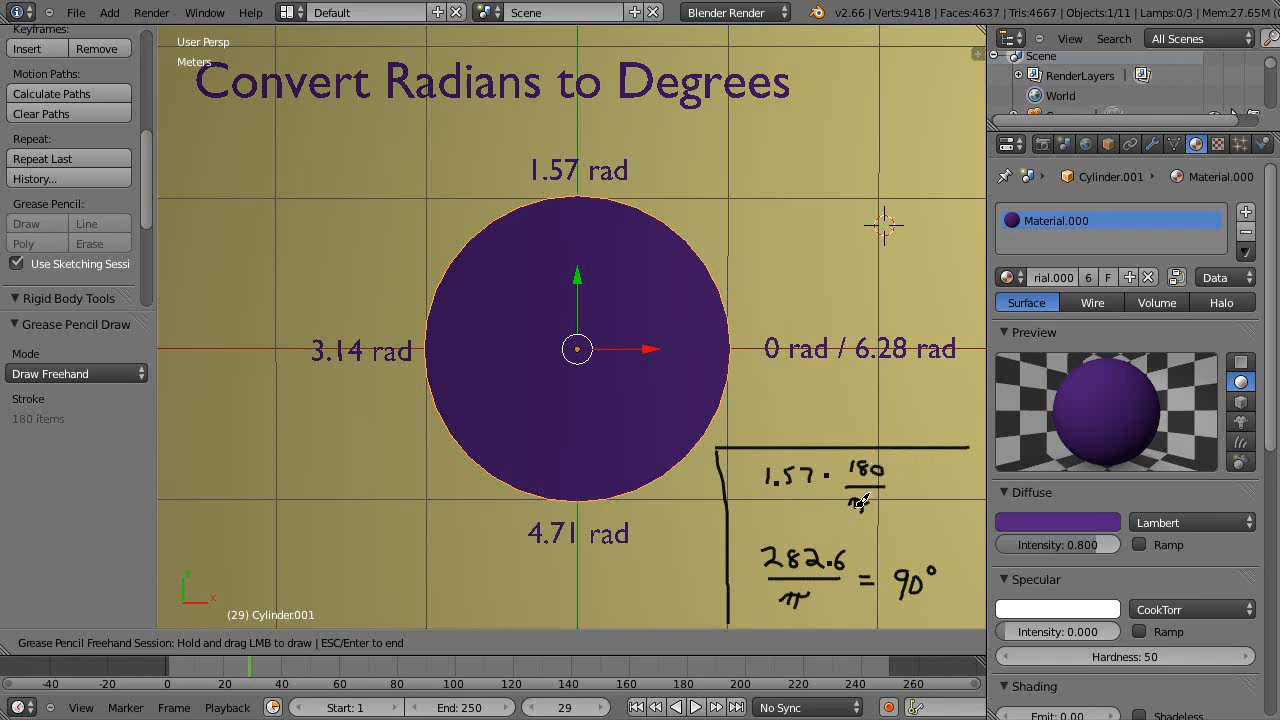 File Add Render Window Help Default Scene Blender Render v2.66 | Verts:9418 | Faces:4637 | Tris:4667 | Objects:1/11 | Lamps:0/3 | Mem:27.65M
Keyframes:
Insert Remove
Motion Paths:
Calculate Paths
Clear Paths
Repeat:
Repeat Last
History...
Grease Pencil:
Draw Line
Poly Erase
Use Sketching Sessi
Rigid Body Tools
Grease Pencil Draw
Mode
Draw Freehand
Stroke
180 items
User Persp
Meters
Convert Radians to Degrees
1.57 rad
3.14 rad
0 rad / 6.28 rad
4.71 rad
1.57 · 180
π
282.6
π
= 90°
y
x
(29) Cylinder.001
Grease Pencil Freehand Session: Hold and drag LMB to draw | ESC/Enter to end
-40 -20 0 20 40 60 80 100 120 140 160 180 200 220 240 260
View Marker Frame Playback Start: 1 End: 250 29 No Sync
View Search All Scenes
Scene
RenderLayers
World
Cylinder.001 Material.000
Material.000
rial.000 6 F Data
Surface Wire Volume Halo
Preview
Diffuse
Lambert
Intensity: 0.800 Ramp
Specular
CookTorr
Intensity: 0.000 Ramp
Hardness: 50
Shading
Emit: 0.00 Shadeless